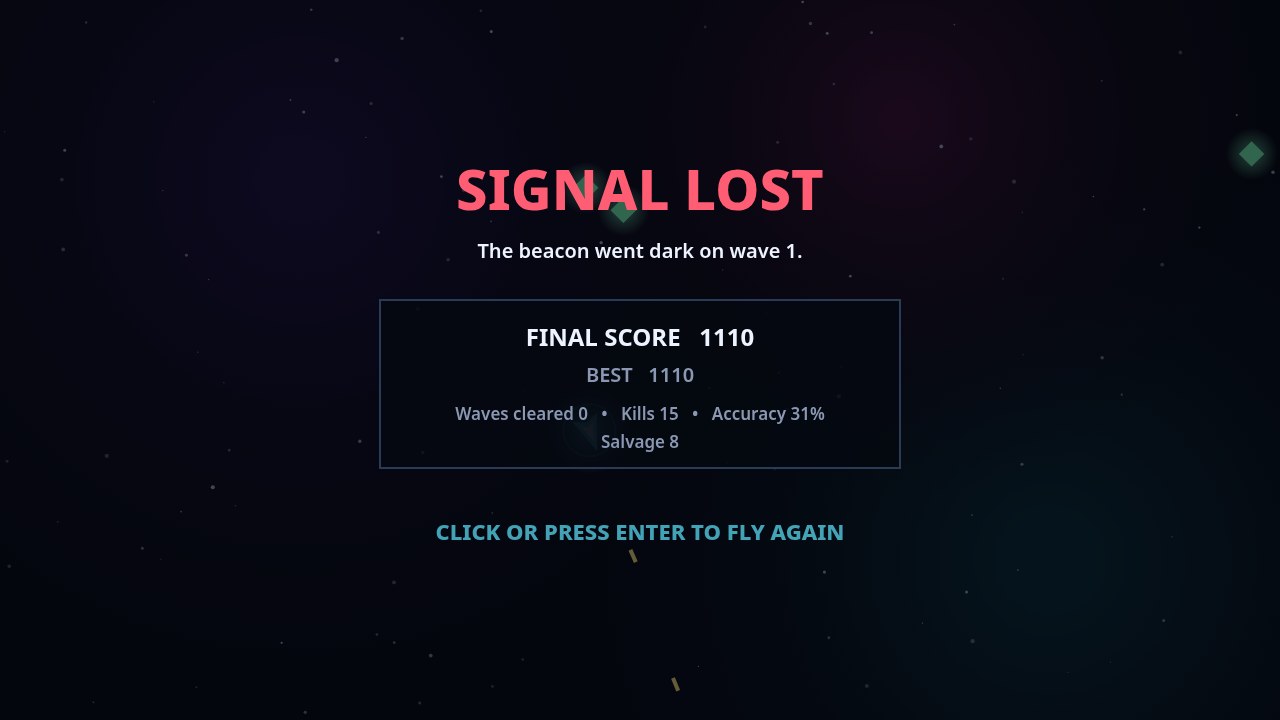 SIGNAL LOST
The beacon went dark on wave 1.
FINAL SCORE 1110
BEST 1110
Waves cleared 0 • Kills 15 • Accuracy 31%
Salvage 8
CLICK OR PRESS ENTER TO FLY AGAIN